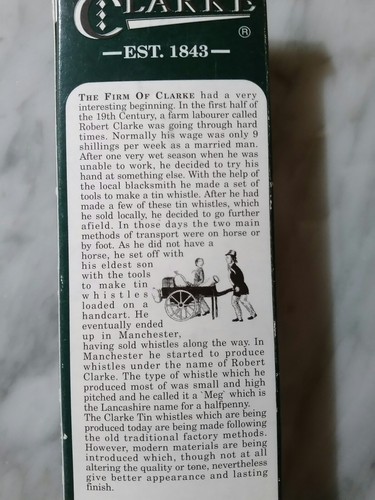 CLARKE
®
—EST. 1843—
THE FIRM OF CLARKE had a very
interesting beginning. In the first half of
the 19th Century, a farm labourer called
Robert Clarke was going through hard
times. Normally his wage was only 9
shillings per week as a married man.
After one very wet season when he was
unable to work, he decided to try his
hand at something else. With the help of
the local blacksmith he made a set of
tools to make a tin whistle. After he had
made a few of these tin whistles, which
he sold locally, he decided to go further
afield. In those days the two main
methods of transport were on horse or
by foot. As he did not have a
horse, he set off with
his eldest son
with the tools
to make tin
whistles
loaded on a
handcart. He
eventually ended
up in Manchester,
having sold whistles along the way. In
Manchester he started to produce
whistles under the name of Robert
Clarke. The type of whistle which he
produced most of was small and high
pitched and he called it a `Meg' which is
the Lancashire name for a halfpenny.
The Clarke Tin whistles which are being
produced today are being made following
the old traditional factory methods.
However, modern materials are being
introduced which, though not at all
altering the quality or tone, nevertheless
give better appearance and lasting
finish.